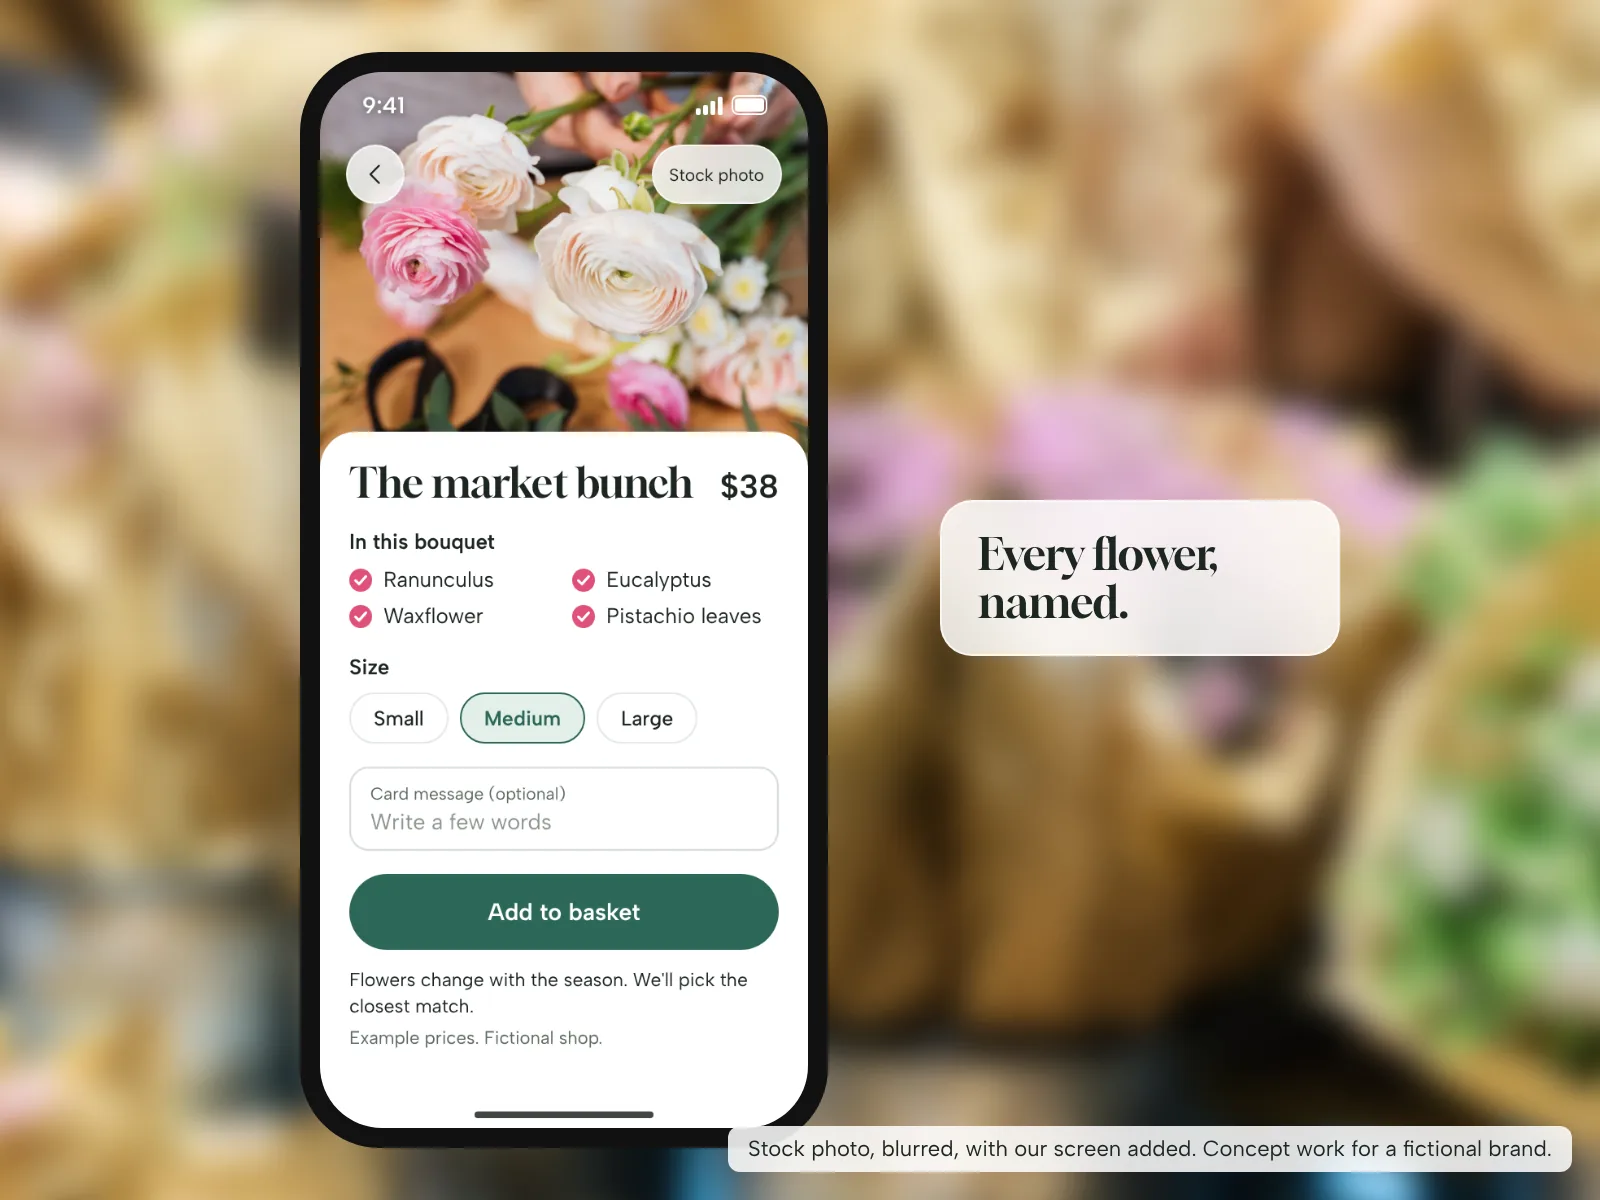 9:41
Stock photo
The market bunch $38
In this bouquet
Ranunculus Eucalyptus
Waxflower Pistachio leaves
Size
Small Medium Large
Card message (optional)
Write a few words
Add to basket
Flowers change with the season. We'll pick the
closest match.
Example prices. Fictional shop.
Every flower,
named.
Stock photo, blurred, with our screen added. Concept work for a fictional brand.